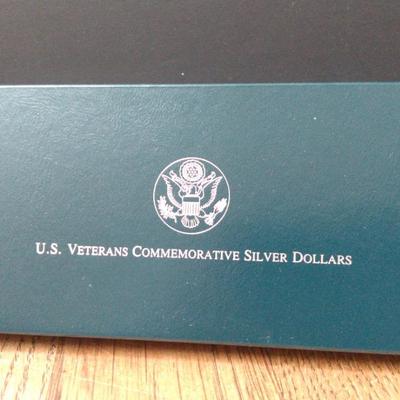 U.S. VETERANS COMMEMORATIVE SILVER DOLLARS